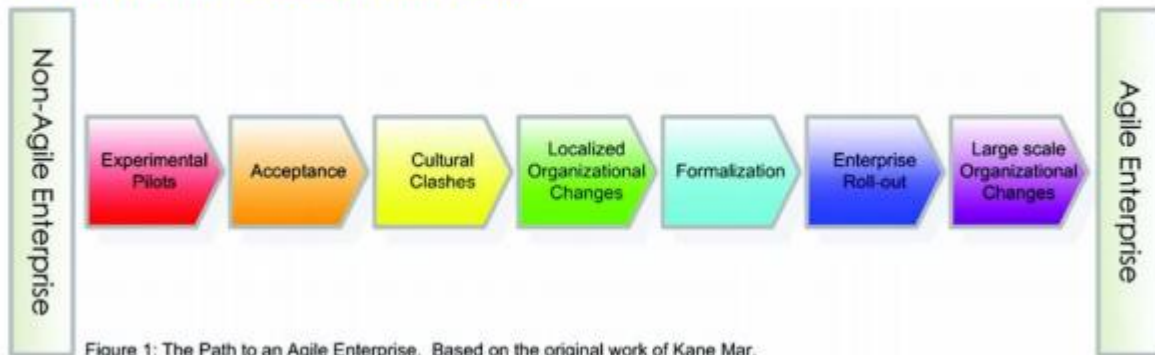 Non-Agile Enterprise
Experimental
Pilots
Acceptance
Cultural
Clashes
Localized
Organizational
Changes
Formalization
Enterprise
Roll-out
Large scale
Organizational
Changes
Agile Enterprise
Figure 1: The Path to an Agile Enterprise. Based on the original work of Kane Mar.